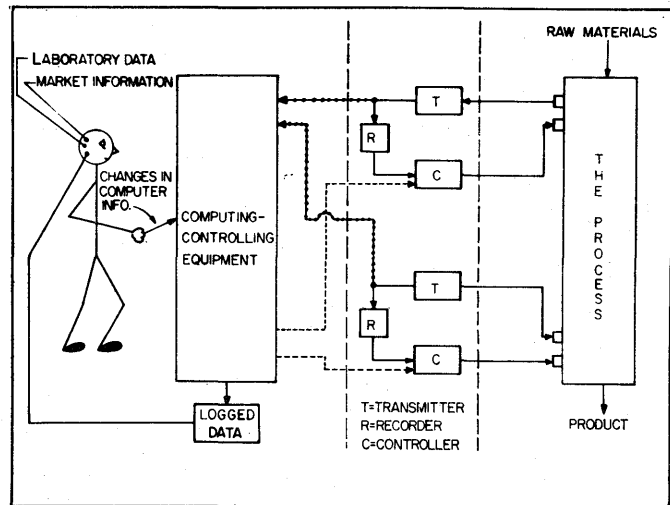 RAW MATERIALS
LABORATORY DATA
MARKET INFORMATION
CHANGES IN
COMPUTER
INFO.
COMPUTING-
CONTROLLING
EQUIPMENT
T
R
C
T
R
C
THE PROCESS
LOGGED
DATA
T=TRANSMITTER
R=RECORDER
C=CONTROLLER
PRODUCT